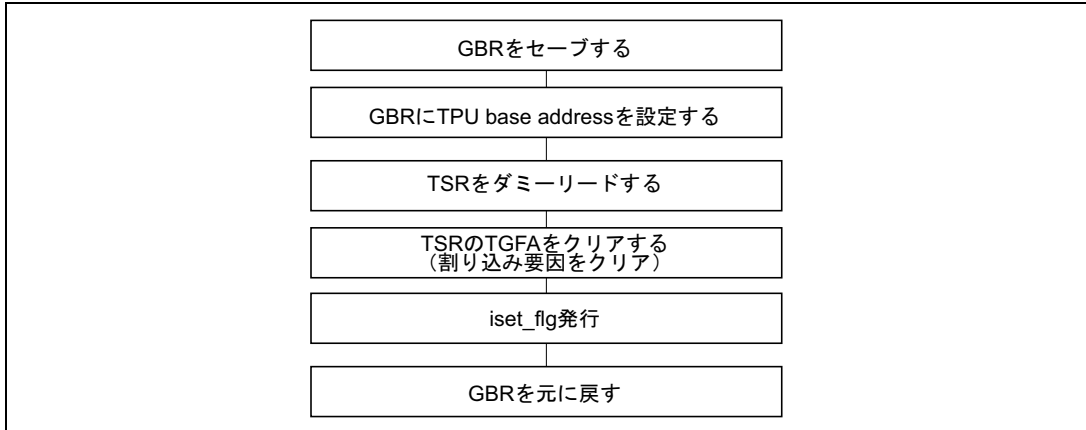 GBRをセーブする
GBRにTPU base addressを設定する
TSRをダミーリードする
TSRのTGFAをクリアする
（割り込み要因をクリア）
iset_flg発行
GBRを元に戻す